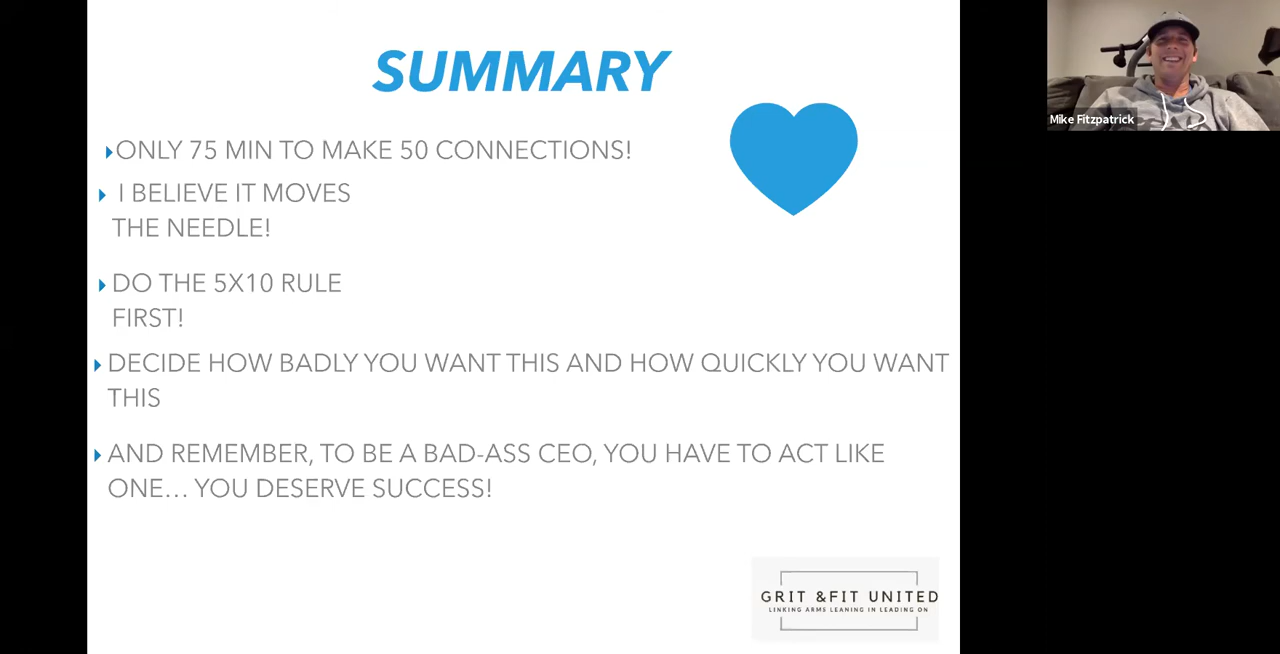 SUMMARY
ONLY 75 MIN TO MAKE 50 CONNECTIONS!
I BELIEVE IT MOVES
THE NEEDLE!
DO THE 5X10 RULE
FIRST!
DECIDE HOW BADLY YOU WANT THIS AND HOW QUICKLY YOU WANT
THIS
AND REMEMBER, TO BE A BAD-ASS CEO, YOU HAVE TO ACT LIKE
ONE... YOU DESERVE SUCCESS!
GRIT &FIT UNITED
LINKING ARMS LEANING IN LEADING ON
Mike Fitzpatrick